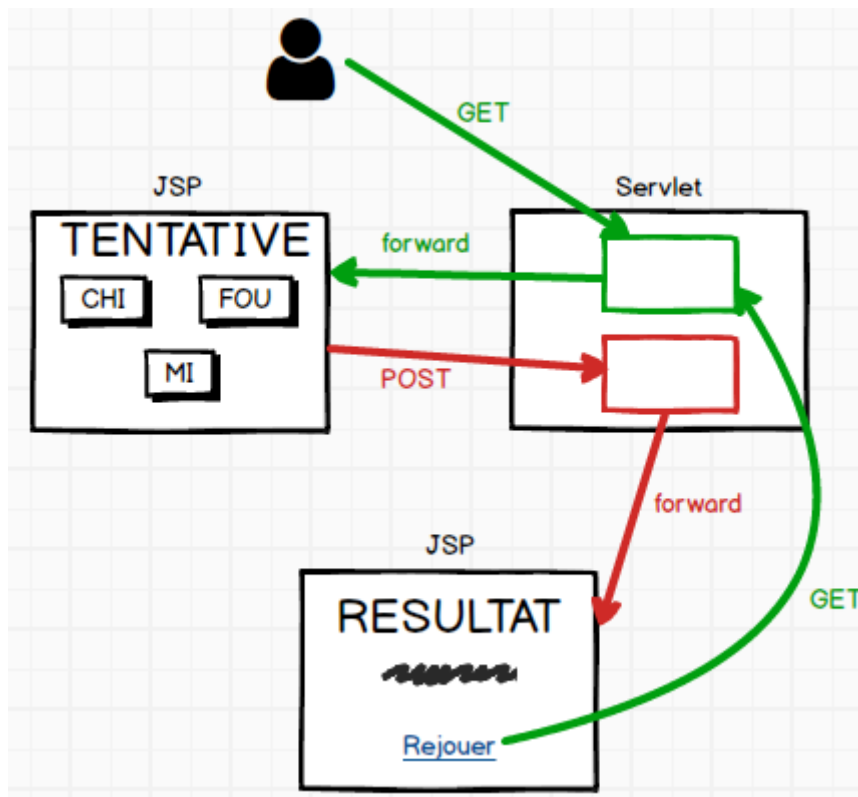 GET
JSP
Servlet
TENTATIVE
forward
CHI
FOU
MI
POST
forward
JSP
RESULTAT
GET
Rejouer